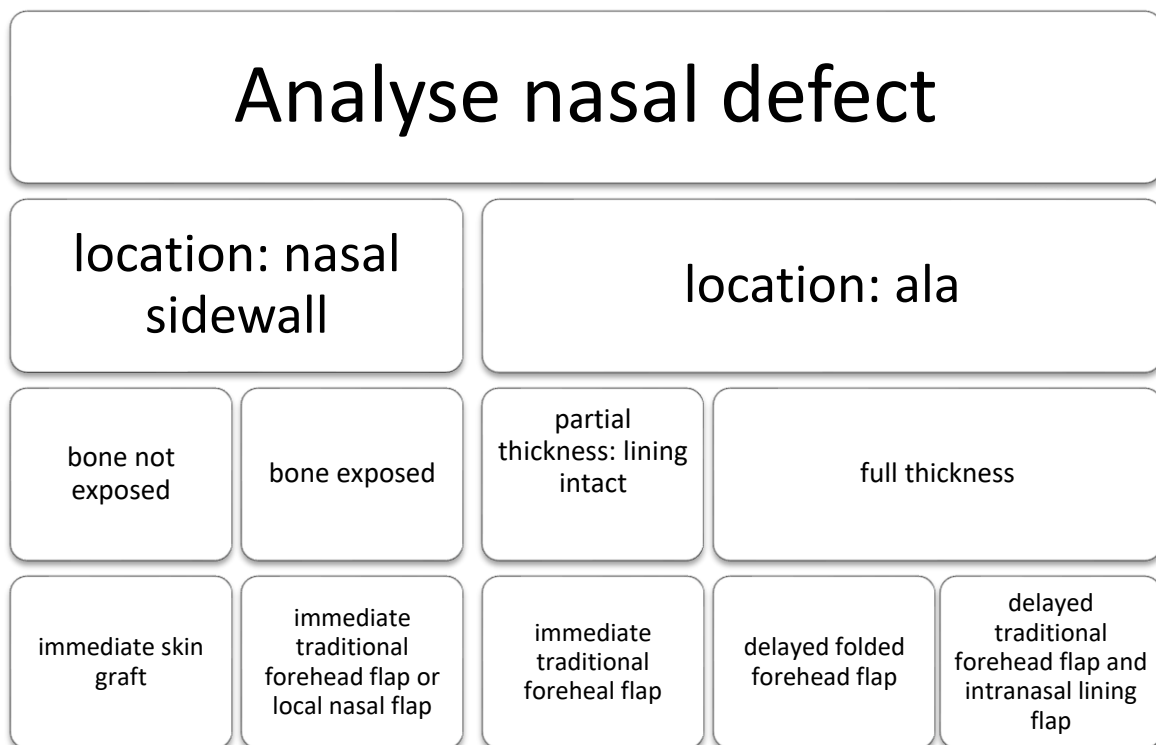 Analyse nasal defect
location: nasal
sidewall
location: ala
bone not
exposed
bone exposed
partial
thickness: lining
intact
full thickness
immediate skin
graft
immediate
traditional
forehead flap or
local nasal flap
immediate
traditional
foreheal flap
delayed folded
forehead flap
delayed
traditional
forehead flap and
intranasal lining
flap